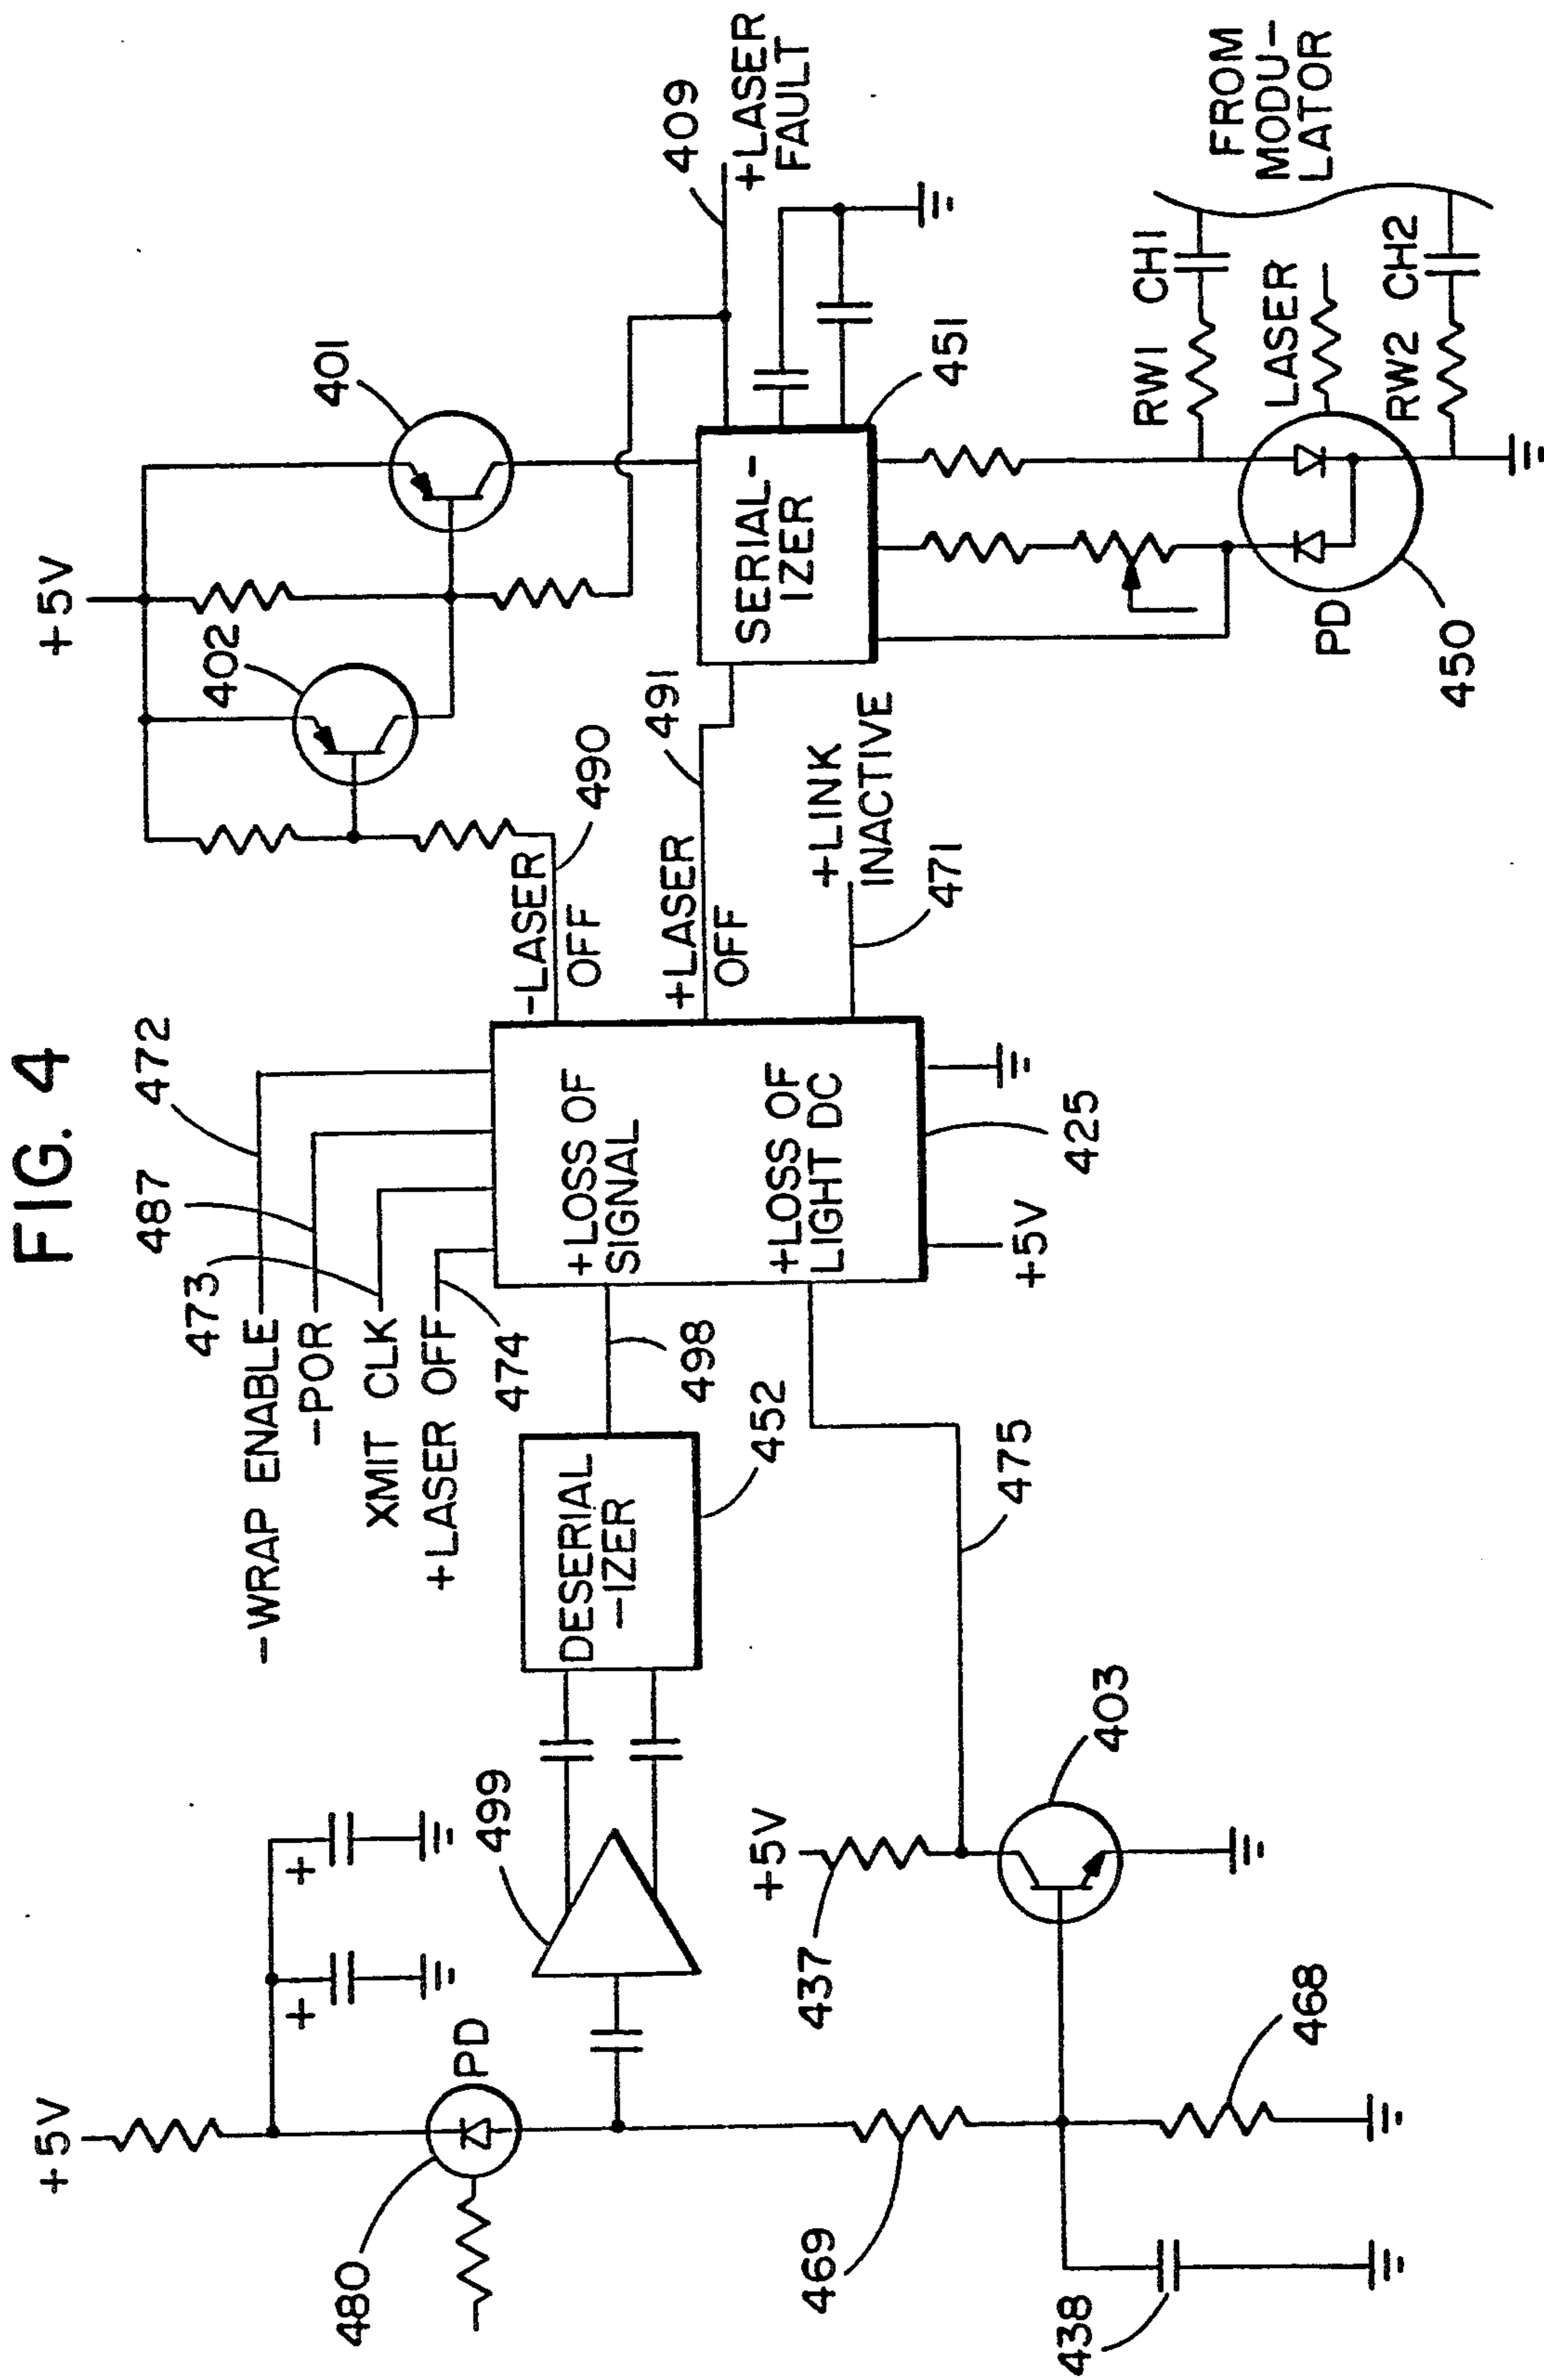 FIG. 4
+5V
480
PD
+
+
499
469
438
468
+5V
437
403
475
DESERIAL
-IZER
452
498
-WRAP ENABLE
472
-POR
487
XMIT CLK
473
+LASER OFF
474
+LOSS OF
SIGNAL
+LOSS OF
LIGHT DC
+5V
425
-LASER
OFF
490
+LASER
OFF
491
+LINK
INACTIVE
471
+5V
402
401
SERIAL-
IZER
451
409
+LASER
FAULT
PD
450
RW1 CH1
LASER
RW2 CH2
FROM
MODU-
LATOR